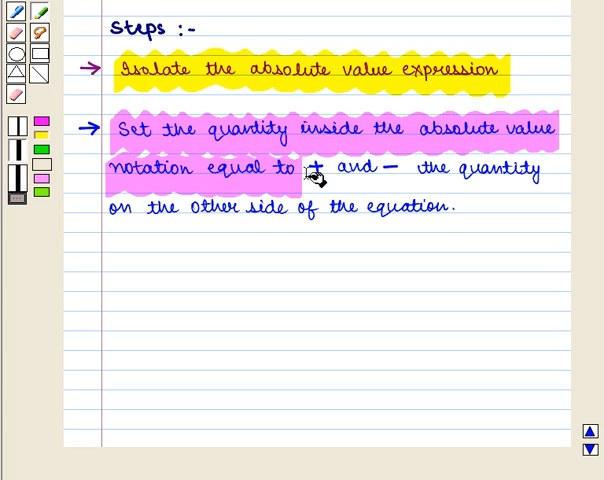 Steps :-
→ Isolate the absolute value expression
→ Set the quantity inside the absolute value
notation equal to + and - the quantity
on the other side of the equation.